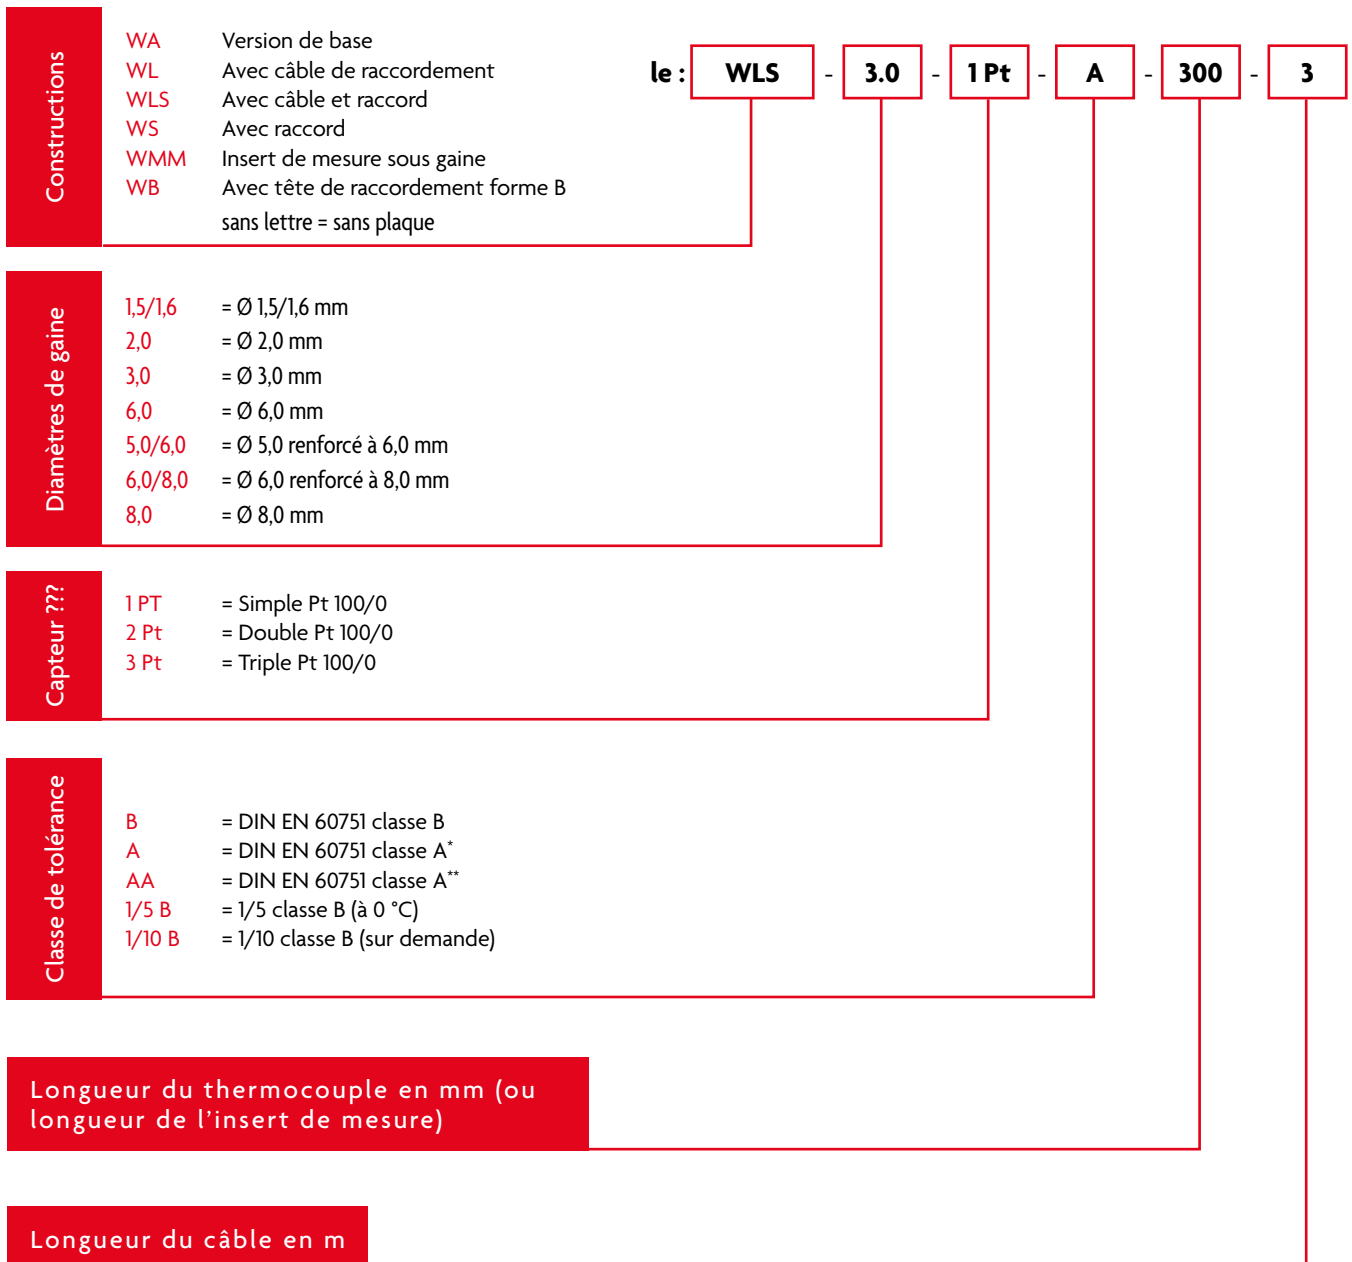 Constructions
WA Version de base
WL Avec câble de raccordement
WLS Avec câble et raccord
WS Avec raccord
WMM Insert de mesure sous gaine
WB Avec tête de raccordement forme B
sans lettre = sans plaque
le : WLS - 3.0 - 1 Pt - A - 300 - 3
Diamètres de gaine
1,5/1,6 = Ø 1,5/1,6 mm
2,0 = Ø 2,0 mm
3,0 = Ø 3,0 mm
6,0 = Ø 6,0 mm
5,0/6,0 = Ø 5,0 renforcé à 6,0 mm
6,0/8,0 = Ø 6,0 renforcé à 8,0 mm
8,0 = Ø 8,0 mm
Capteur ???
1 PT = Simple Pt 100/0
2 Pt = Double Pt 100/0
3 Pt = Triple Pt 100/0
Classe de tolérance
B = DIN EN 60751 classe B
A = DIN EN 60751 classe A*
AA = DIN EN 60751 classe A**
1/5 B = 1/5 classe B (à 0 °C)
1/10 B = 1/10 classe B (sur demande)
Longueur du thermocouple en mm (ou
longueur de l’insert de mesure)
Longueur du câble en m